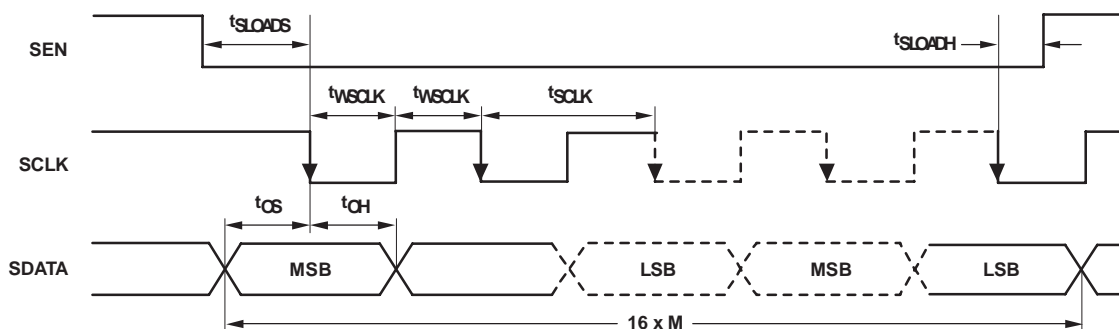 tSLOADS
SEN
tSLOADH
tWSCLK tWSCLK tSCLK
SCLK
tOS tOH
SDATA MSB LSB MSB LSB
16 x M